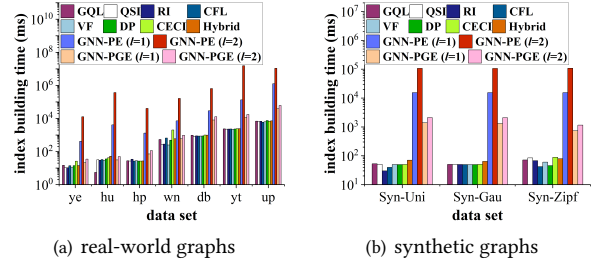 GQL QSI RI CFL
VF DP CECI Hybrid
GNN-PE (l=1) GNN-PE (l=2)
GNN-PGE (l=1) GNN-PGE (l=2)
index building time (ms)
10^10
10^8
10^6
10^4
10^2
10^0
ye hu hp wn db yt up
data set
(a) real-world graphs
GQL QSI RI CFL
VF DP CECI Hybrid
GNN-PE (l=1) GNN-PE (l=2)
GNN-PGE (l=1) GNN-PGE (l=2)
index building time (ms)
10^7
10^6
10^5
10^4
10^3
10^2
10^1
Syn-Uni Syn-Gau Syn-Zipf
data set
(b) synthetic graphs